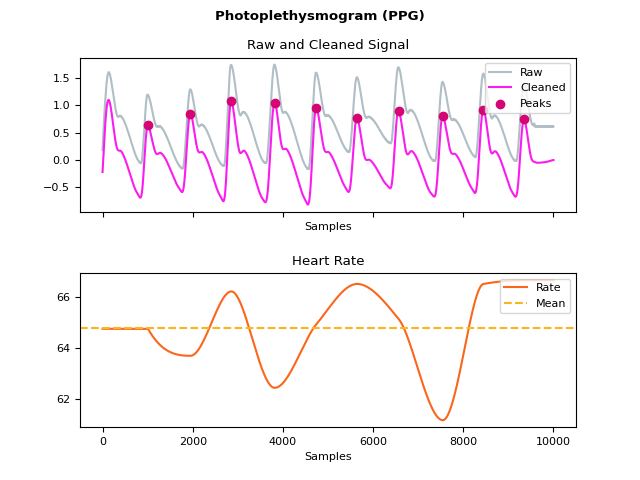 Photoplethysmogram (PPG)
Raw and Cleaned Signal
1.5
1.0
0.5
0.0
−0.5
Raw
Cleaned
Peaks
Samples
Heart Rate
66
64
62
Rate
Mean
0 2000 4000 6000 8000 10000
Samples